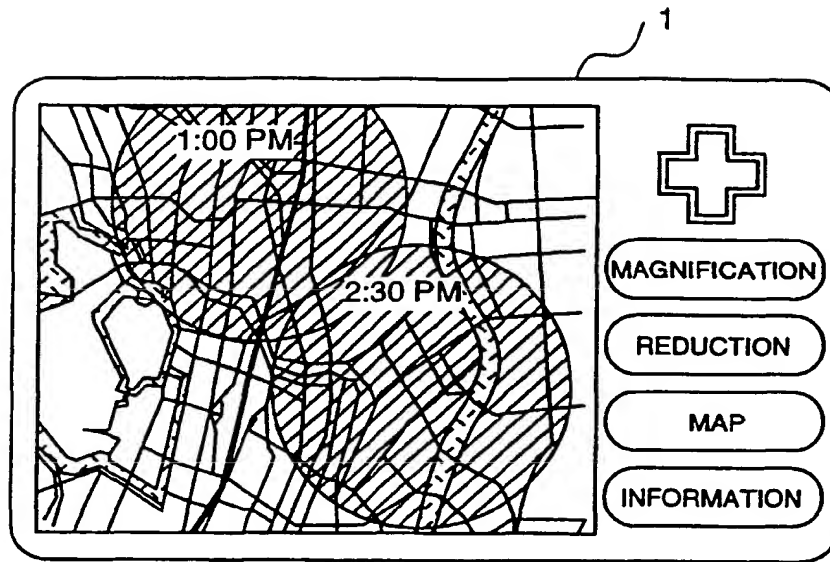 1
1:00 PM
2:30 PM
MAGNIFICATION
REDUCTION
MAP
INFORMATION